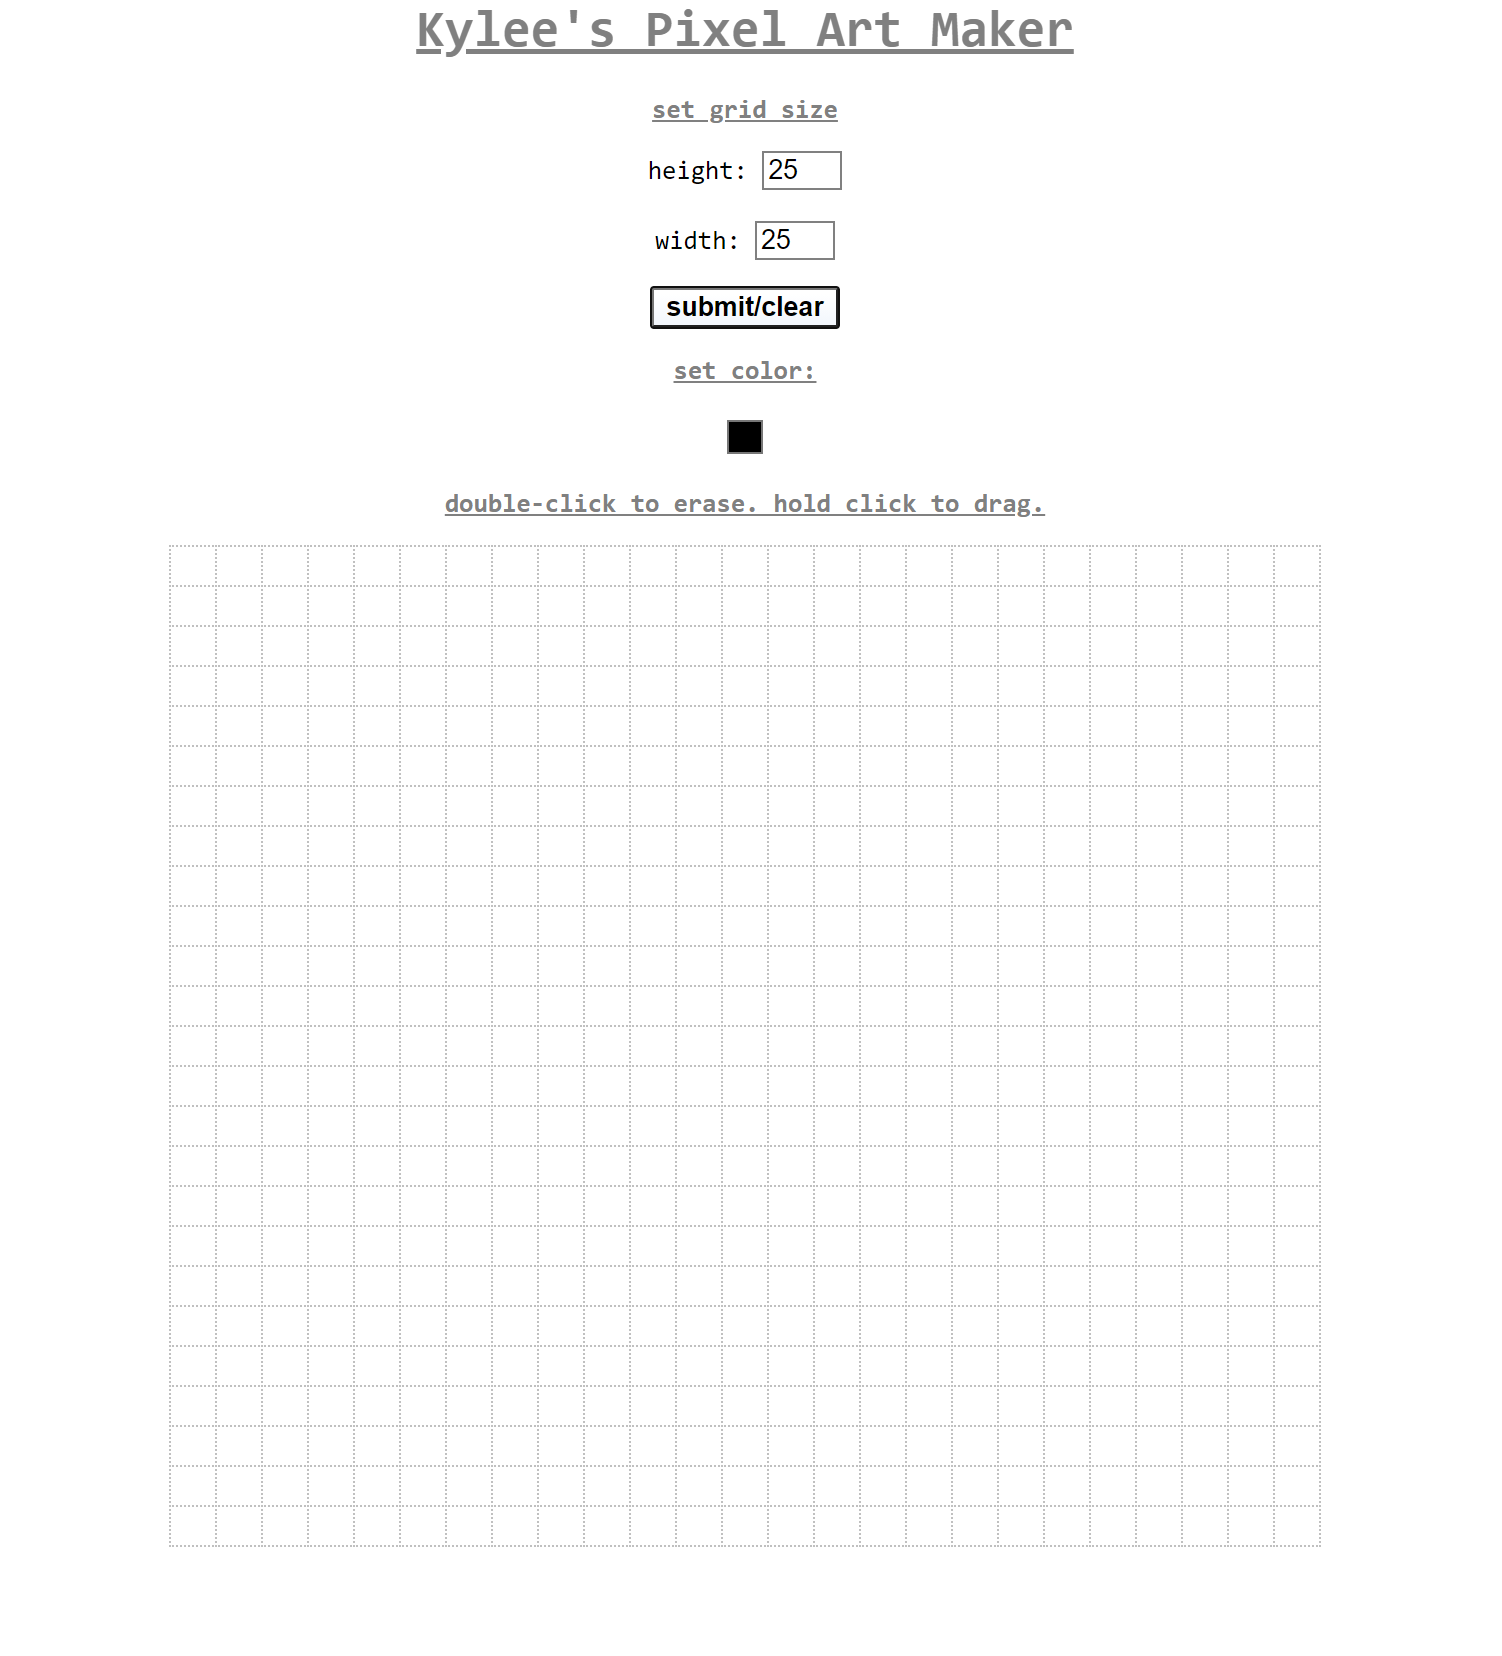 Kylee's Pixel Art Maker
set grid size
height: 25
width: 25
submit/clear
set color:
double-click to erase. hold click to drag.